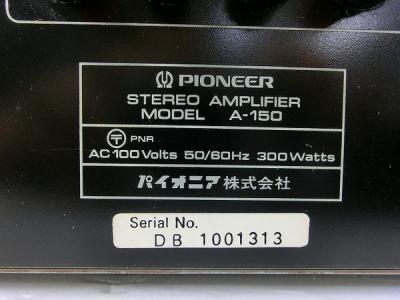 PIONEER
STEREO AMPLIFIER
MODEL A-150
〒 PNR
AC 100 Volts 50/60Hz 300 Watts
パイオニア株式会社
Serial No.
DB 1001313